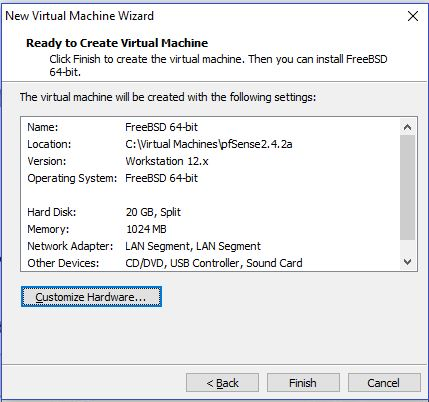 New Virtual Machine Wizard
Ready to Create Virtual Machine
Click Finish to create the virtual machine. Then you can install FreeBSD
64-bit.
The virtual machine will be created with the following settings:
Name: FreeBSD 64-bit
Location: C:\Virtual Machines\pfSense2.4.2a
Version: Workstation 12.x
Operating System: FreeBSD 64-bit
Hard Disk: 20 GB, Split
Memory: 1024 MB
Network Adapter: LAN Segment, LAN Segment
Other Devices: CD/DVD, USB Controller, Sound Card
Customize Hardware...
< Back Finish Cancel